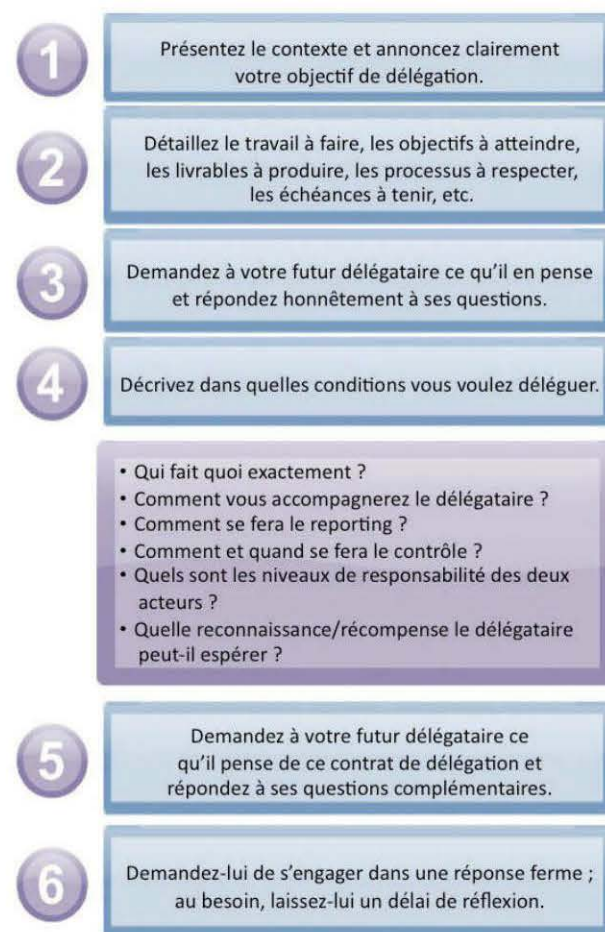 1
Présentez le contexte et annoncez clairement
votre objectif de délégation.
2
Détaillez le travail à faire, les objectifs à atteindre,
les livrables à produire, les processus à respecter,
les échéances à tenir, etc.
3
Demandez à votre futur délégataire ce qu'il en pense
et répondez honnêtement à ses questions.
4
Décrivez dans quelles conditions vous voulez déléguer.
• Qui fait quoi exactement ?
• Comment vous accompagnerez le délégataire ?
• Comment se fera le reporting ?
• Comment et quand se fera le contrôle ?
• Quels sont les niveaux de responsabilité des deux
acteurs ?
• Quelle reconnaissance/récompense le délégataire
peut-il espérer ?
5
Demandez à votre futur délégataire ce
qu'il pense de ce contrat de délégation et
répondez à ses questions complémentaires.
6
Demandez-lui de s'engager dans une réponse ferme ;
au besoin, laissez-lui un délai de réflexion.